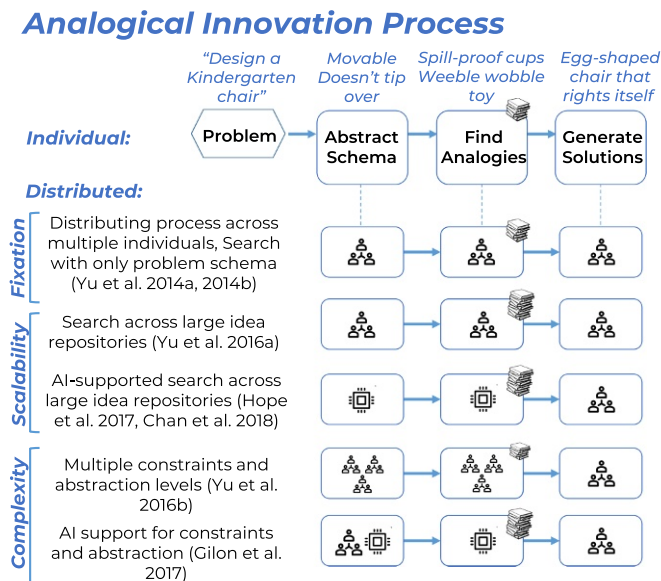 Analogical Innovation Process
“Design a
Kindergarten
chair”
Movable
Doesn’t tip
over
Spill-proof cups
Weeble wobble
toy
Egg-shaped
chair that
rights itself
Individual:
Problem
Abstract
Schema
Find
Analogies
Generate
Solutions
Distributed:
Fixation
Distributing process across
multiple individuals, Search
with only problem schema
(Yu et al. 2014a, 2014b)
Scalability
Search across large idea
repositories (Yu et al. 2016a)
AI-supported search across
large idea repositories (Hope
et al. 2017, Chan et al. 2018)
Complexity
Multiple constraints and
abstraction levels (Yu et al.
2016b)
AI support for constraints
and abstraction (Gilon et al.
2017)